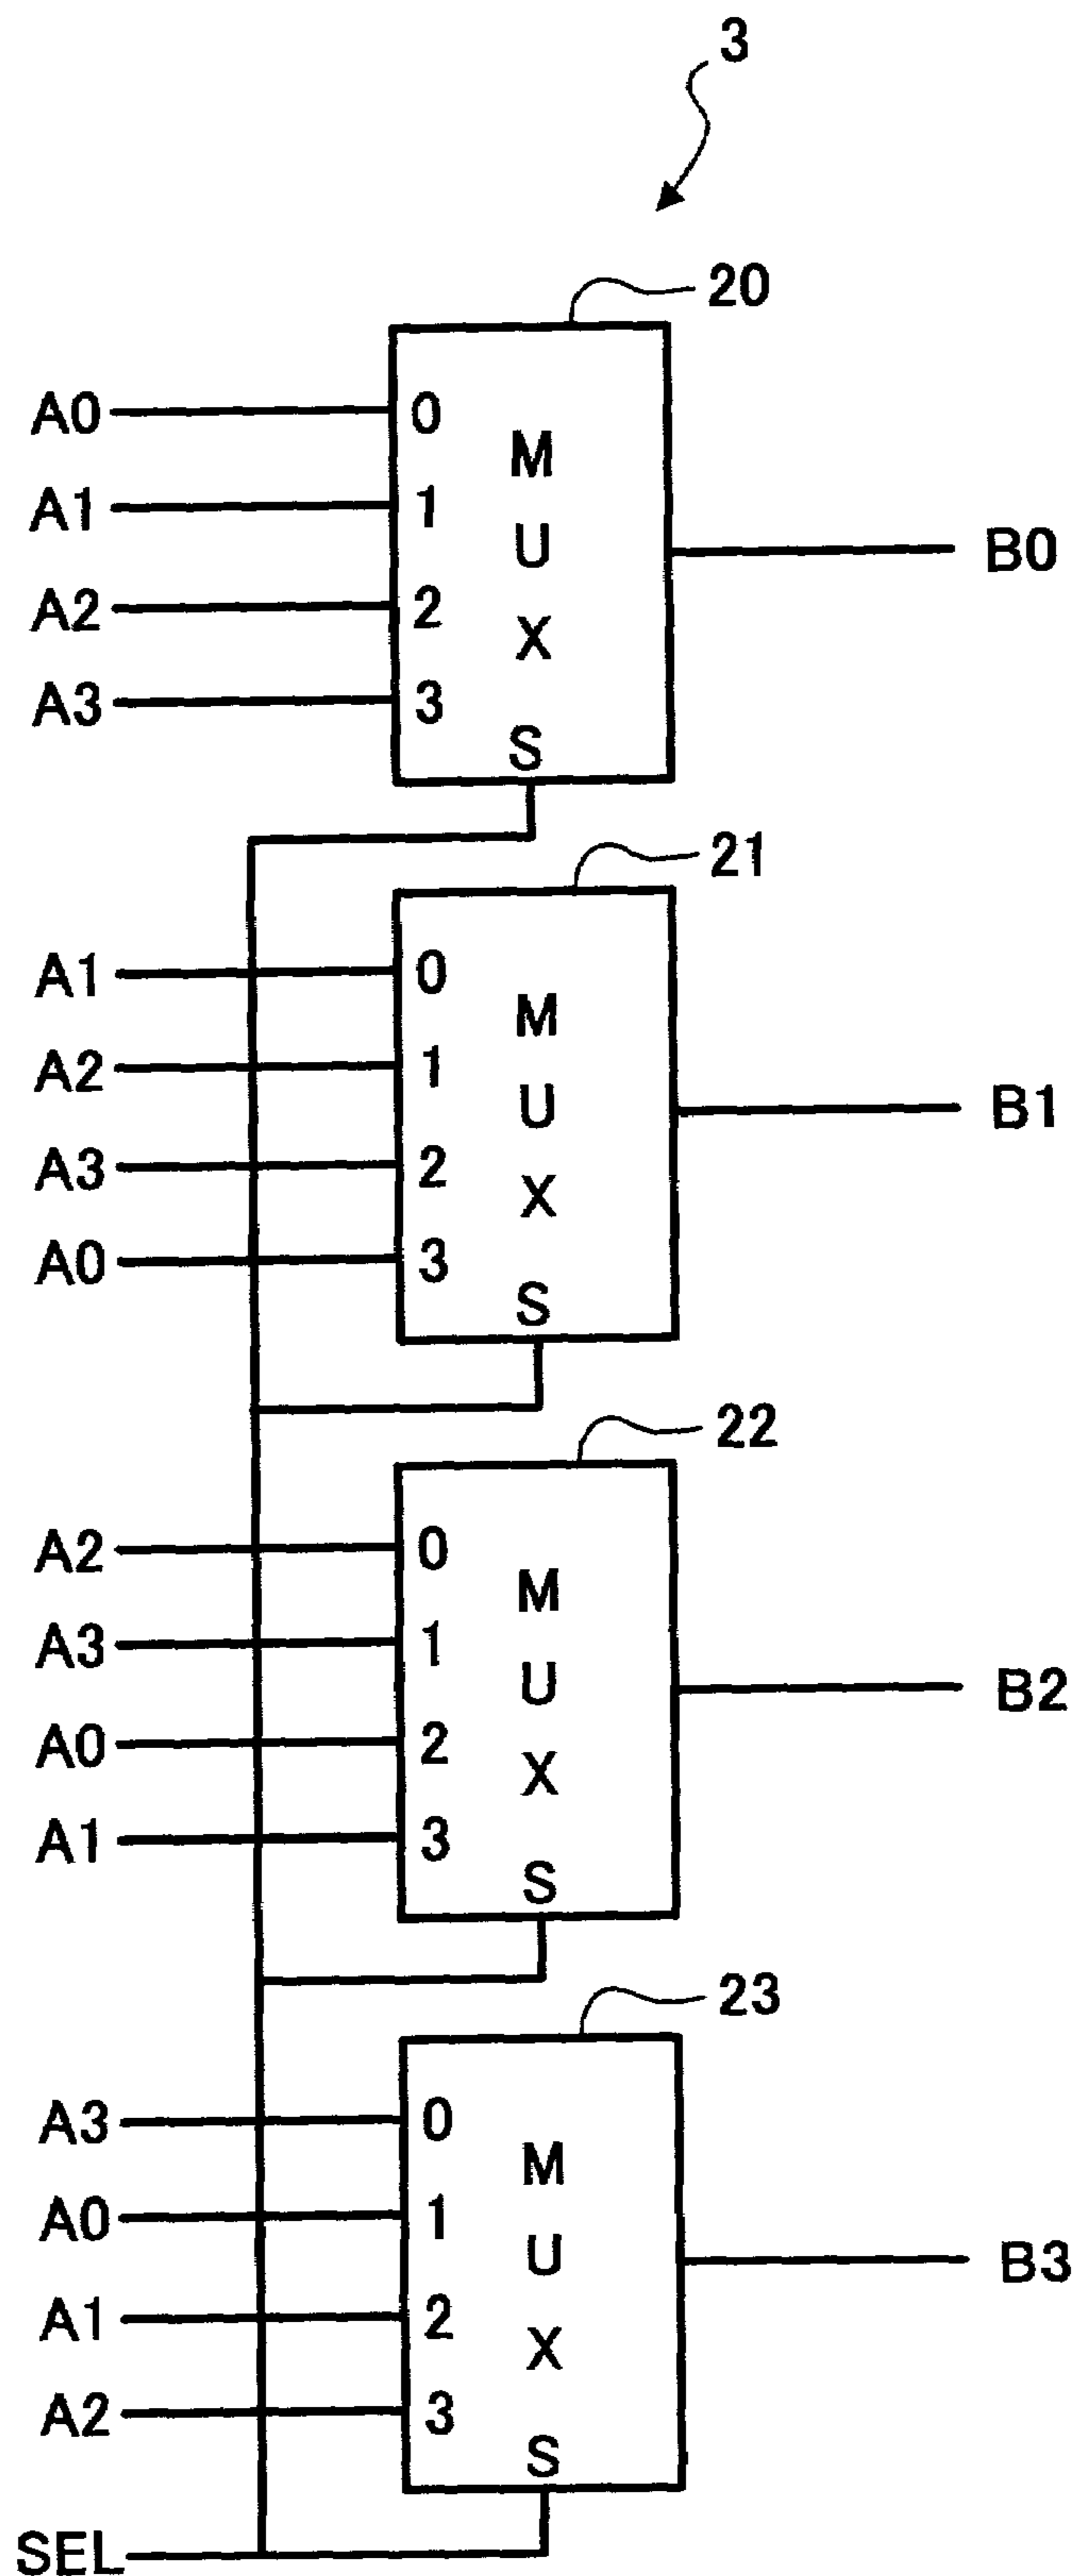 3
20
A0 0 M
A1 1 U B0
A2 2 X
A3 3 S
21
A1 0 M
A2 1 U B1
A3 2 X
A0 3 S
22
A2 0 M
A3 1 U B2
A0 2 X
A1 3 S
23
A3 0 M
A0 1 U B3
A1 2 X
A2 3 S
SEL